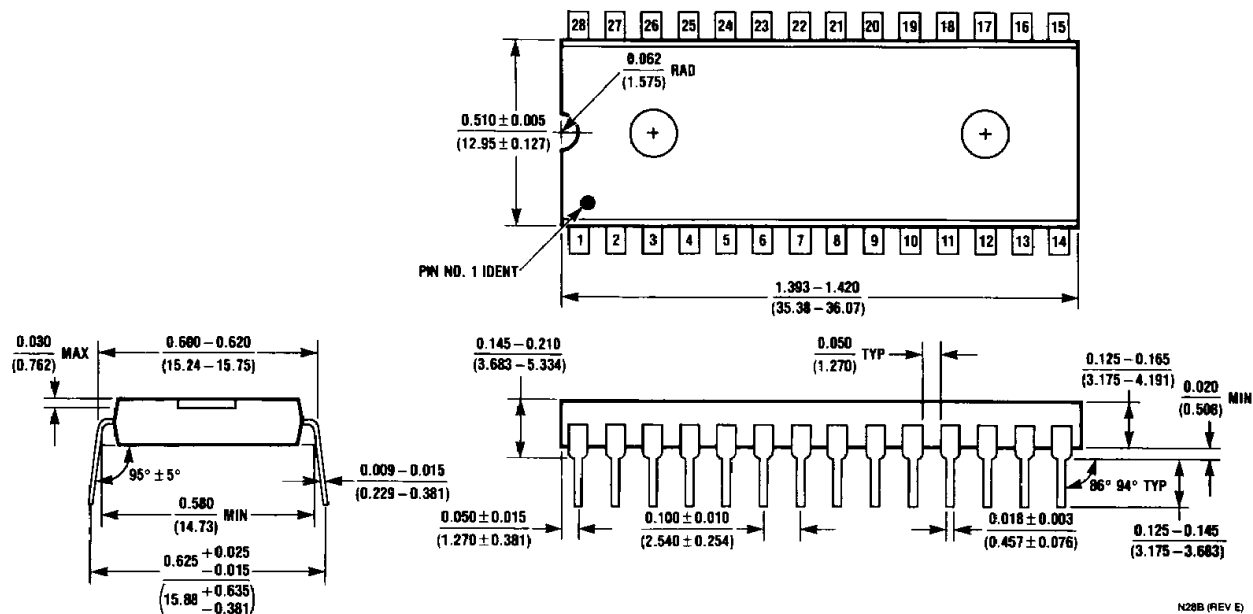 28 27 26 25 24 23 22 21 20 19 18 17 16 15
0.062
(1.575)
RAD
0.510 ± 0.005
(12.95 ± 0.127)
1 2 3 4 5 6 7 8 9 10 11 12 13 14
PIN NO. 1 IDENT
1.393 – 1.420
(35.38 – 36.07)
0.030
(0.762)
MAX
0.600 – 0.620
(15.24 – 15.75)
0.145 – 0.210
(3.683 – 5.334)
0.050
(1.270)
TYP
0.125 – 0.165
(3.175 – 4.191)
0.020
(0.508)
MIN
95° ± 5°
0.009 – 0.015
(0.229 – 0.381)
86° 94° TYP
0.580
(14.73)
MIN
0.050 ± 0.015
(1.270 ± 0.381)
0.100 ± 0.010
(2.540 ± 0.254)
0.018 ± 0.003
(0.457 ± 0.076)
0.125 – 0.145
(3.175 – 3.683)
0.625 +0.025
–0.015
(15.88 +0.635
–0.381)
N28B (REV E)